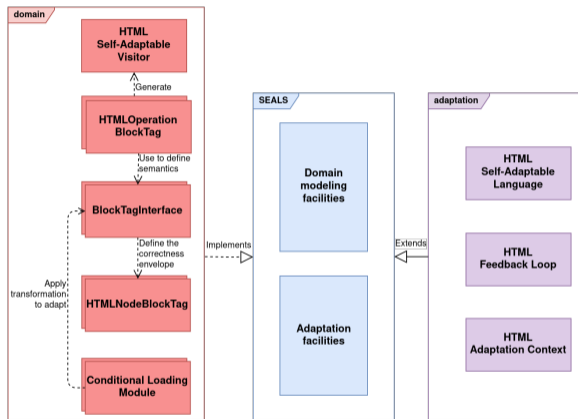 domain
HTML
Self-Adaptable
Visitor
Generate
HTMLOperation
BlockTag
Use to define
semantics
BlockTagInterface
Define the
correctness
envelope
HTMLNodeBlockTag
Apply
transformation
to adapt
Conditional Loading
Module
Implements
SEALS
Domain
modeling
facilities
Adaptation
facilities
Extends
adaptation
HTML
Self-Adaptable
Language
HTML
Feedback Loop
HTML
Adaptation Context